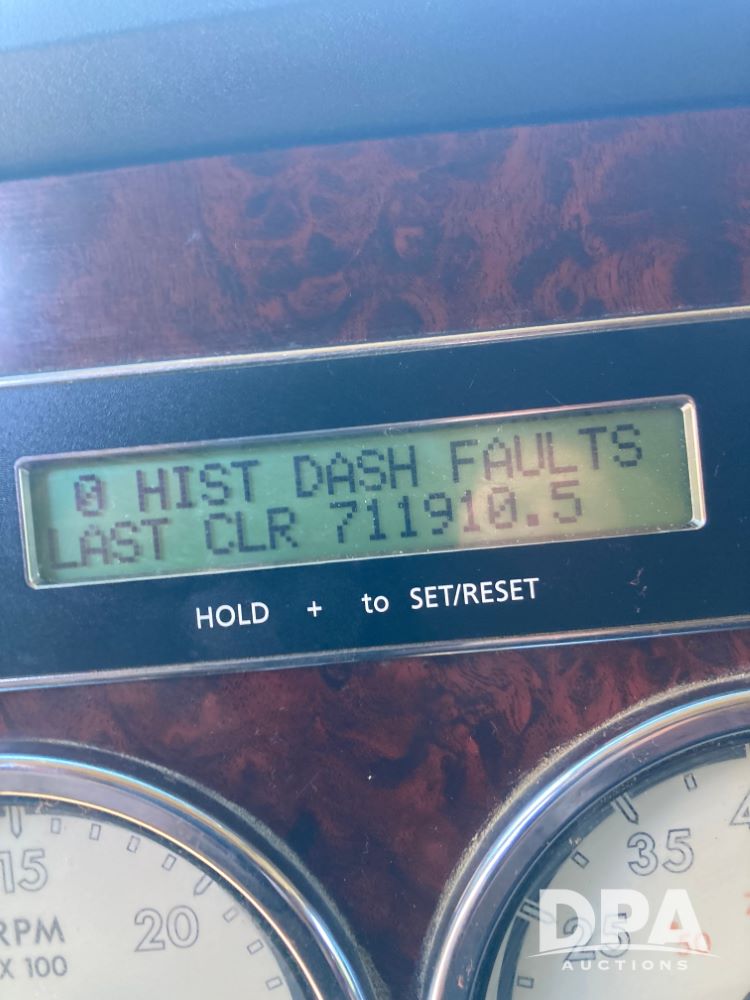 0 HIST DASH FAULTS
LAST CLR 711910.5
HOLD + to SET/RESET
15
20
RPM
X 100
35
25
DPA
AUCTIONS